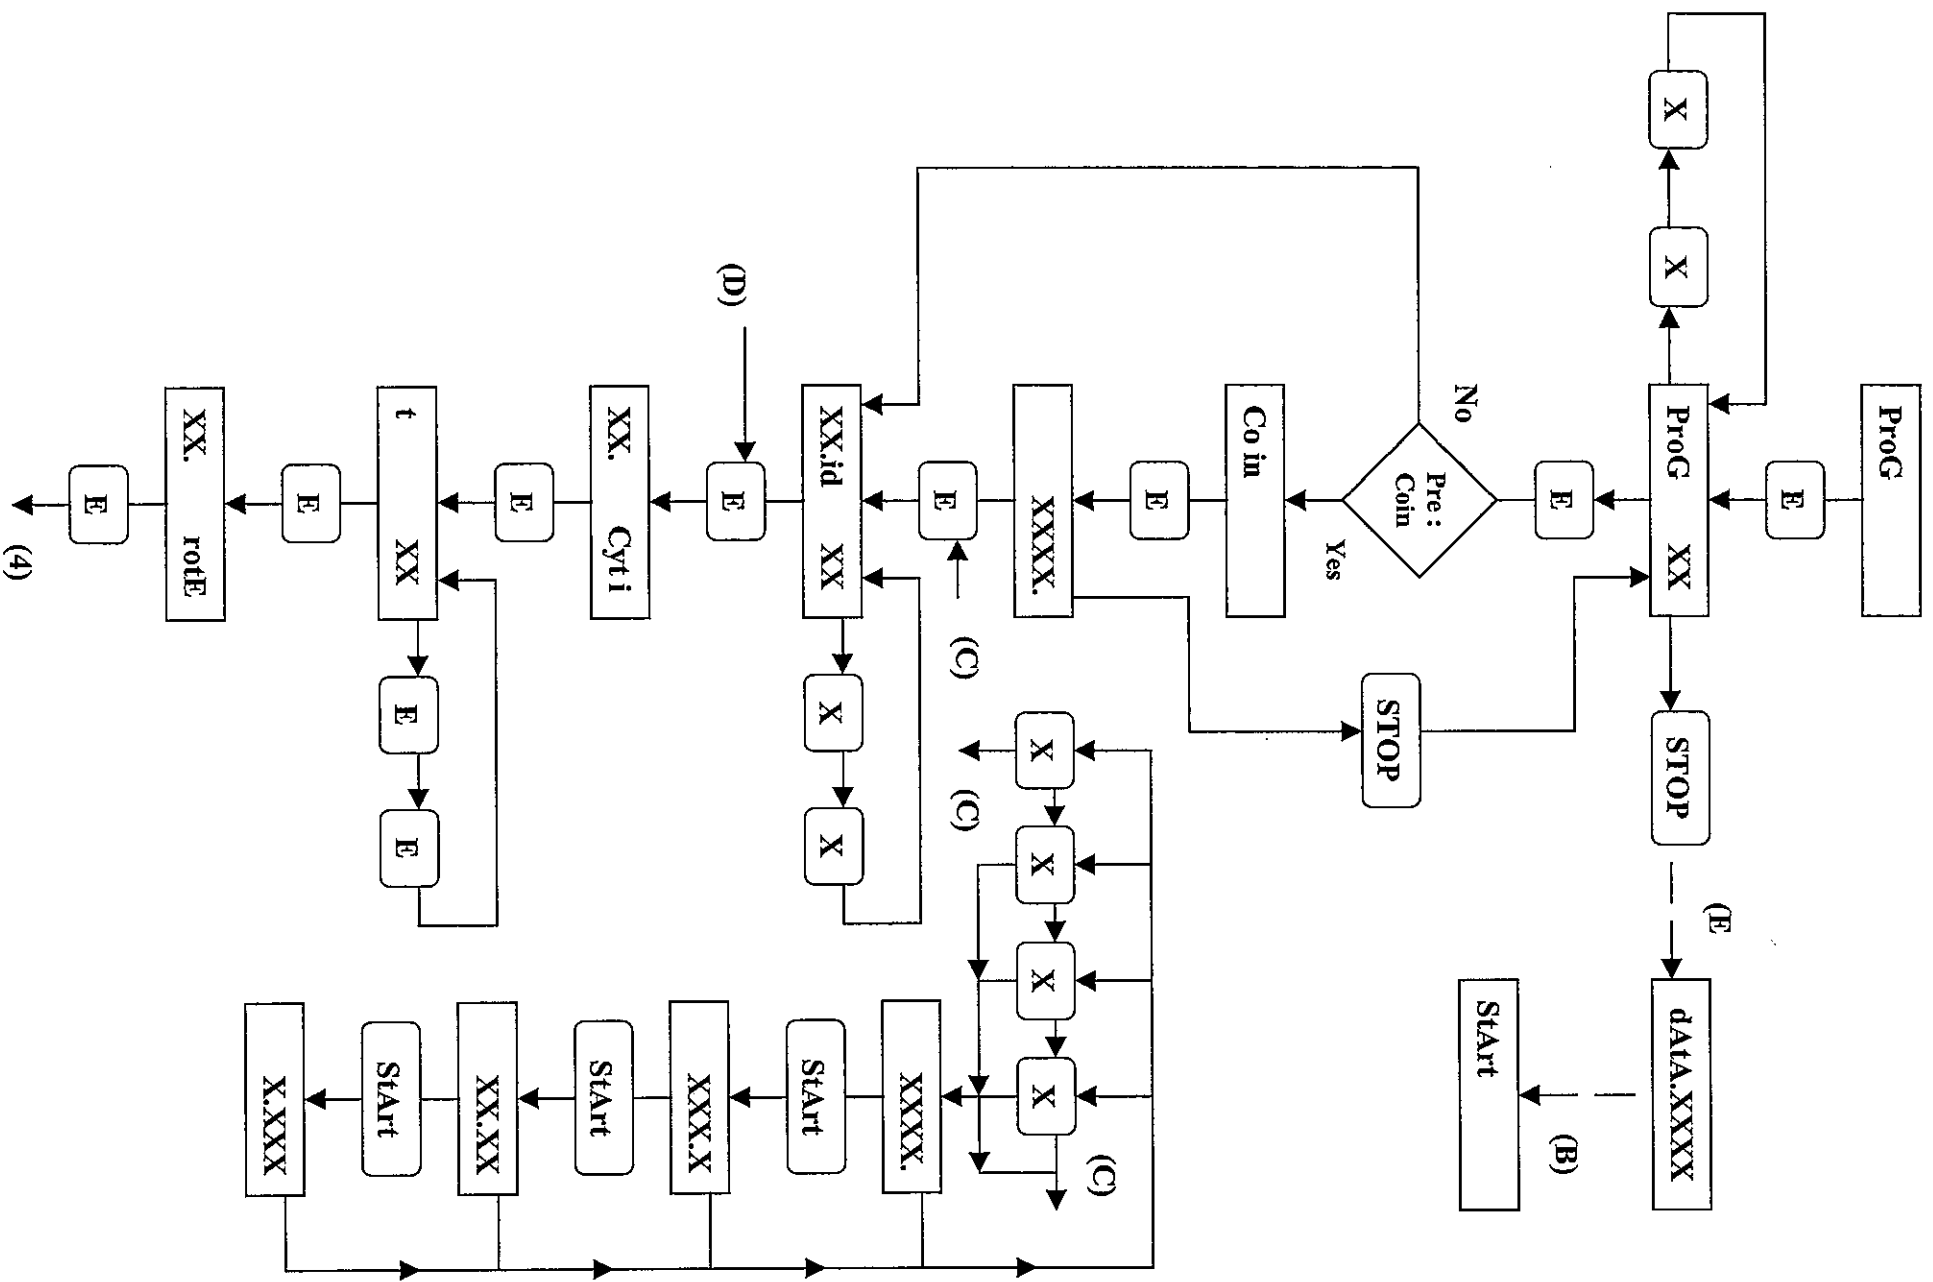 ProG
E
(E
X
X
ProG XX
STOP
dAtA.XXXX
E
(B)
StArt
No
Pre :
Coin
STOP
Yes
Co in
E
(C)
XXXX.
X
X
X
X
(C)
(C)
E
XXXX.
XX.id XX
X
X
StArt
(D)
E
XXX.X
XX. Cyt i
StArt
E
XX.XX
t XX
E
E
StArt
E
X.XXXX
XX. rotE
E
(4)